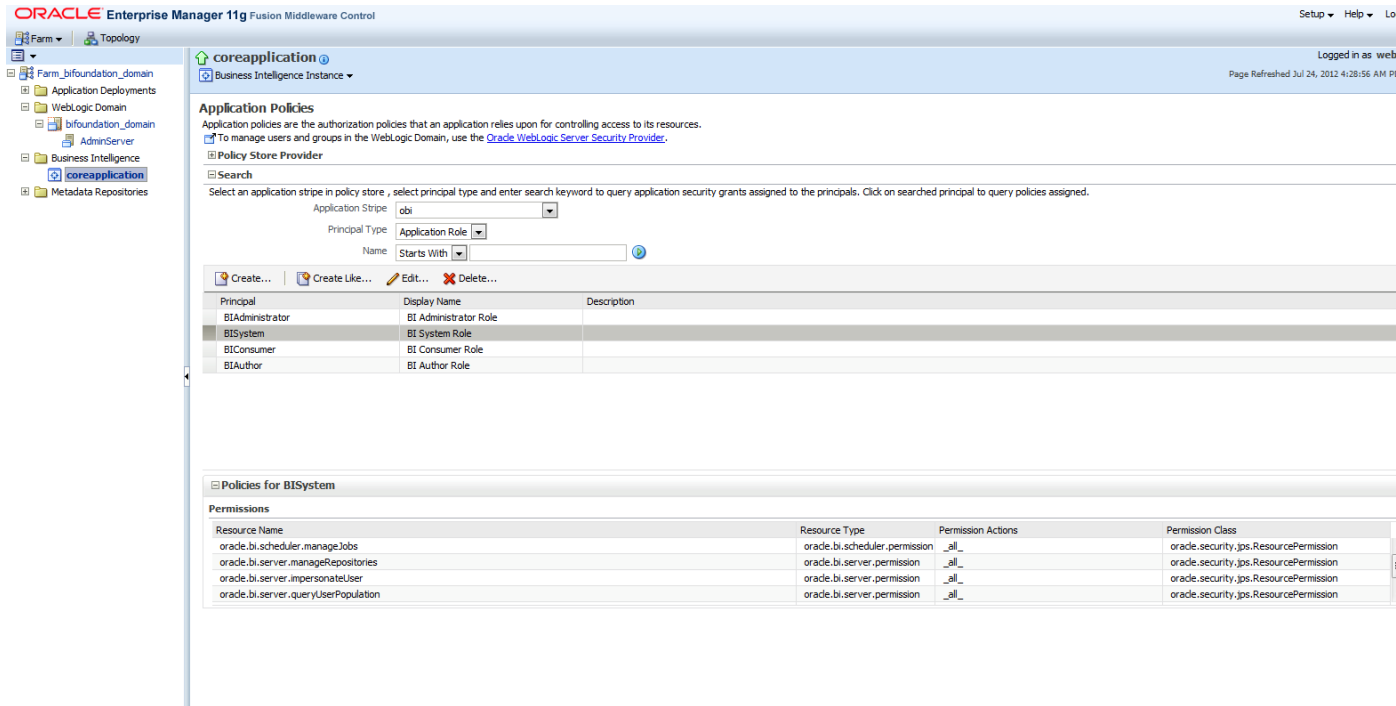 ORACLE Enterprise Manager 11g Fusion Middleware Control
Setup Help Lo
Farm Topology
Farm_bifoundation_domain
Application Deployments
WebLogic Domain
bifoundation_domain
AdminServer
Business Intelligence
coreapplication
Metadata Repositories
coreapplication
Logged in as web
Business Intelligence Instance
Page Refreshed Jul 24, 2012 4:28:56 AM P
Application Policies
Application policies are the authorization policies that an application relies upon for controlling access to its resources.
To manage users and groups in the WebLogic Domain, use the Oracle WebLogic Server Security Provider.
Policy Store Provider
Search
Select an application stripe in policy store , select principal type and enter search keyword to query application security grants assigned to the principals. Click on searched principal to query policies assigned.
Application Stripe obi
Principal Type Application Role
Name Starts With
Create... Create Like... Edit... Delete...
Principal Display Name Description
BIAdministrator BI Administrator Role
BISystem BI System Role
BIConsumer BI Consumer Role
BIAuthor BI Author Role
Policies for BISystem
Permissions
Resource Name Resource Type Permission Actions Permission Class
oracle.bi.scheduler.manageJobs oracle.bi.scheduler.permission _all_ oracle.security.jps.ResourcePermission
oracle.bi.server.manageRepositories oracle.bi.server.permission _all_ oracle.security.jps.ResourcePermission
oracle.bi.server.impersonateUser oracle.bi.server.permission _all_ oracle.security.jps.ResourcePermission
oracle.bi.server.queryUserPopulation oracle.bi.server.permission _all_ oracle.security.jps.ResourcePermission